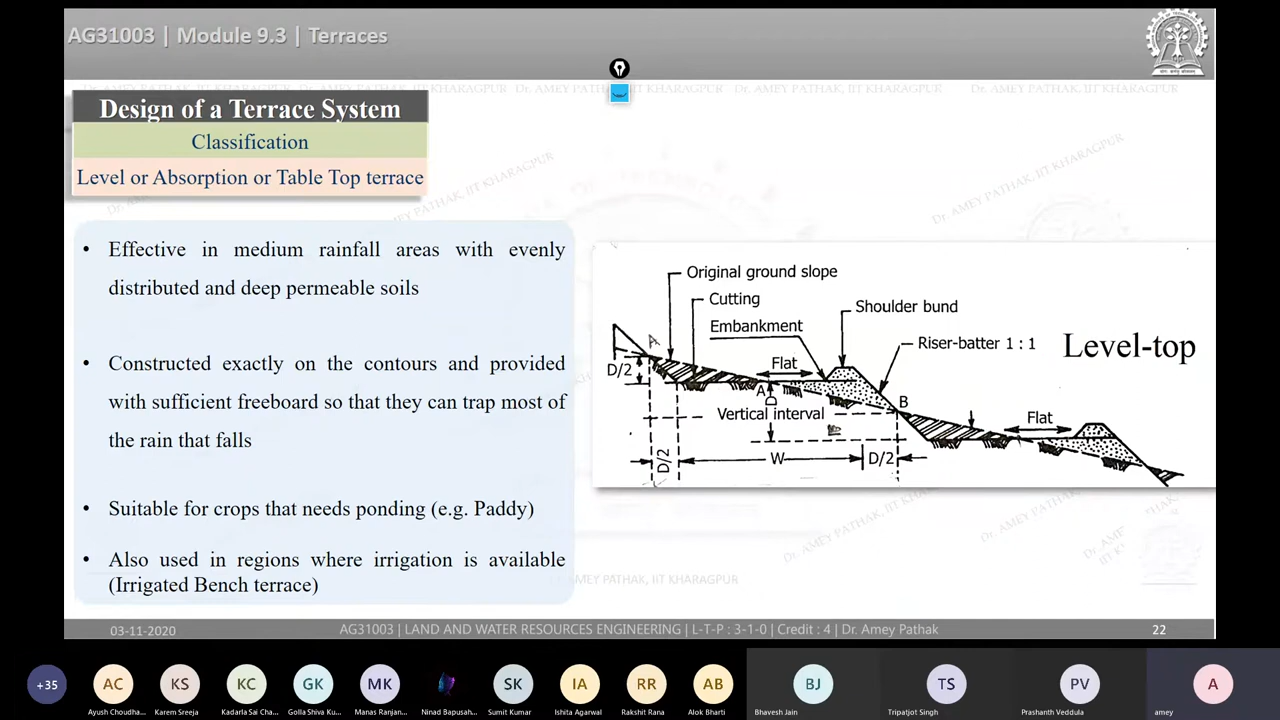 AG31003 | Module 9.3 | Terraces
Design of a Terrace System
Classification
Level or Absorption or Table Top terrace
• Effective in medium rainfall areas with evenly
distributed and deep permeable soils
• Constructed exactly on the contours and provided
with sufficient freeboard so that they can trap most of
the rain that falls
• Suitable for crops that needs ponding (e.g. Paddy)
• Also used in regions where irrigation is available
(Irrigated Bench terrace)
Original ground slope
Cutting
Shoulder bund
Embankment
Riser-batter 1 : 1
Level-top
A
Flat
D/2
A
D
B
Vertical interval
Flat
D/2
W
D/2
Dr. AMEY PATHAK, IIT KHARAGPUR
03-11-2020
AG31003 | LAND AND WATER RESOURCES ENGINEERING | L-T-P : 3-1-0 | Credit : 4 | Dr. Amey Pathak
22
+35
AC
KS
KC
GK
MK
SK
IA
RR
AB
BJ
TS
PV
A
Ayush Choudha...
Karem Sreeja
Kadarla Sai Cha...
Golla Shiva Ku...
Manas Ranjan...
Ninad Bapusah...
Sumit Kumar
Ishita Agarwal
Rakshit Rana
Alok Bharti
Bhavesh Jain
Tripatjot Singh
Prashanth Veddula
amey